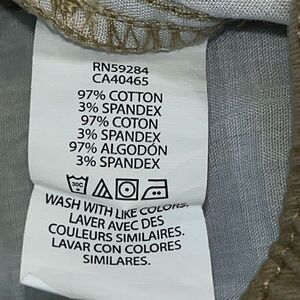 RN59284
CA40465
97% COTTON
3% SPANDEX
97% COTON
3% SPANDEX
97% ALGODÓN
3% SPANDEX
30C
WASH WITH LIKE COLORS.
LAVER AVEC DES
COULEURS SIMILAIRES.
LAVAR CON COLORES
SIMILARES.